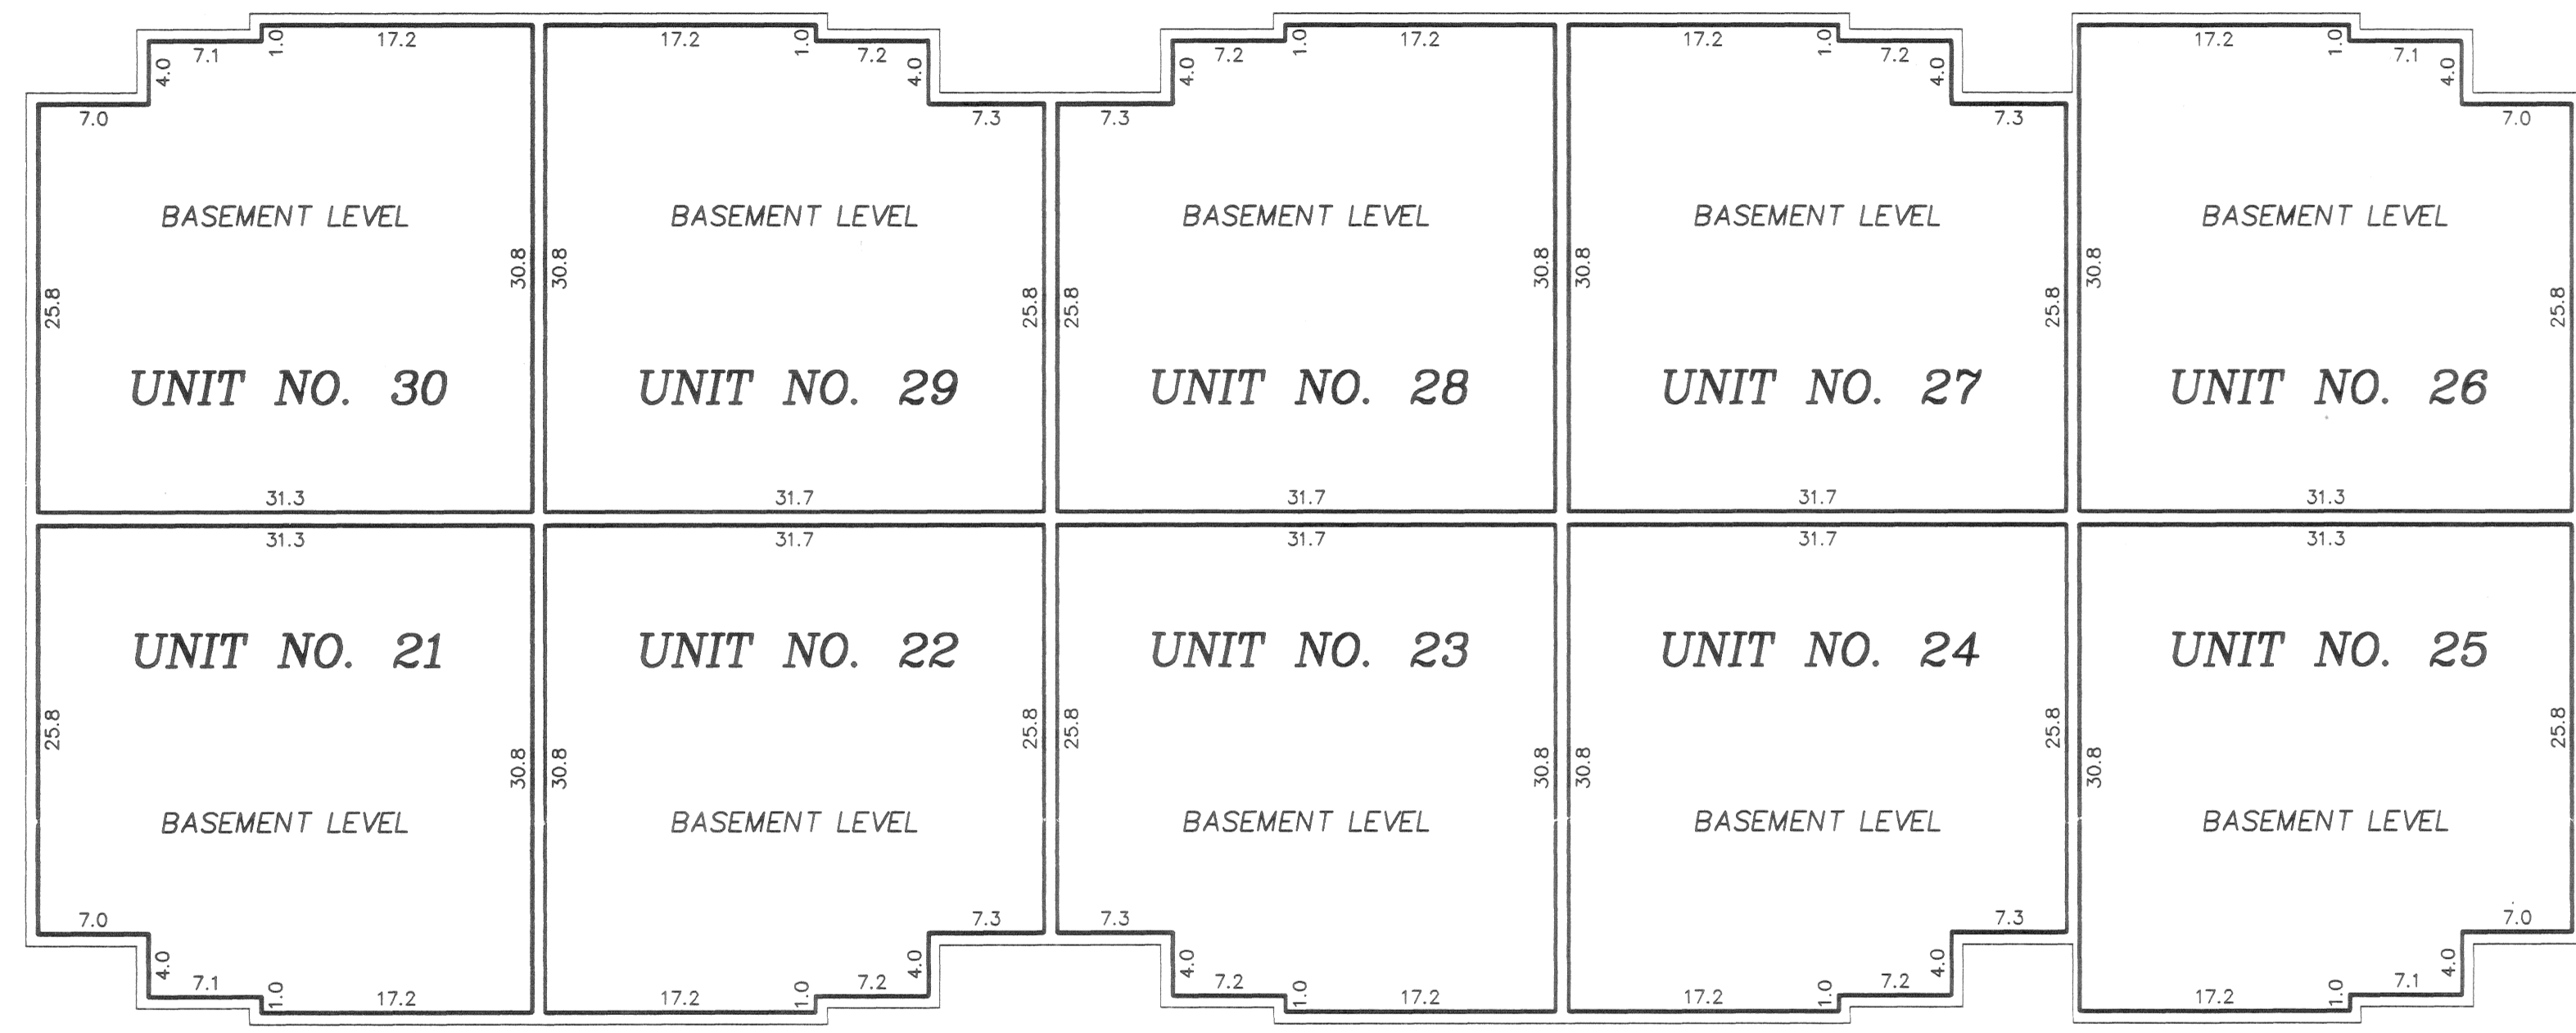 7.1 1.0 17.2 17.2 1.0 7.2 7.2 1.0 17.2 17.2 1.0 7.2 17.2 1.0 7.1
4.0 4.0 4.0 4.0 4.0
7.0 7.3 7.3 7.3 7.0
BASEMENT LEVEL BASEMENT LEVEL BASEMENT LEVEL BASEMENT LEVEL BASEMENT LEVEL
25.8 30.8 30.8 25.8 25.8 30.8 30.8 25.8 30.8 25.8
UNIT NO. 30 UNIT NO. 29 UNIT NO. 28 UNIT NO. 27 UNIT NO. 26
31.3 31.7 31.7 31.7 31.3
31.3 31.7 31.7 31.7 31.3
UNIT NO. 21 UNIT NO. 22 UNIT NO. 23 UNIT NO. 24 UNIT NO. 25
25.8 30.8 30.8 25.8 25.8 30.8 30.8 25.8 30.8 25.8
BASEMENT LEVEL BASEMENT LEVEL BASEMENT LEVEL BASEMENT LEVEL BASEMENT LEVEL
7.0 7.3 7.3 7.3 7.0
4.0 4.0 4.0 4.0 4.0
7.1 1.0 17.2 17.2 1.0 7.2 7.2 1.0 17.2 17.2 1.0 7.2 17.2 1.0 7.1